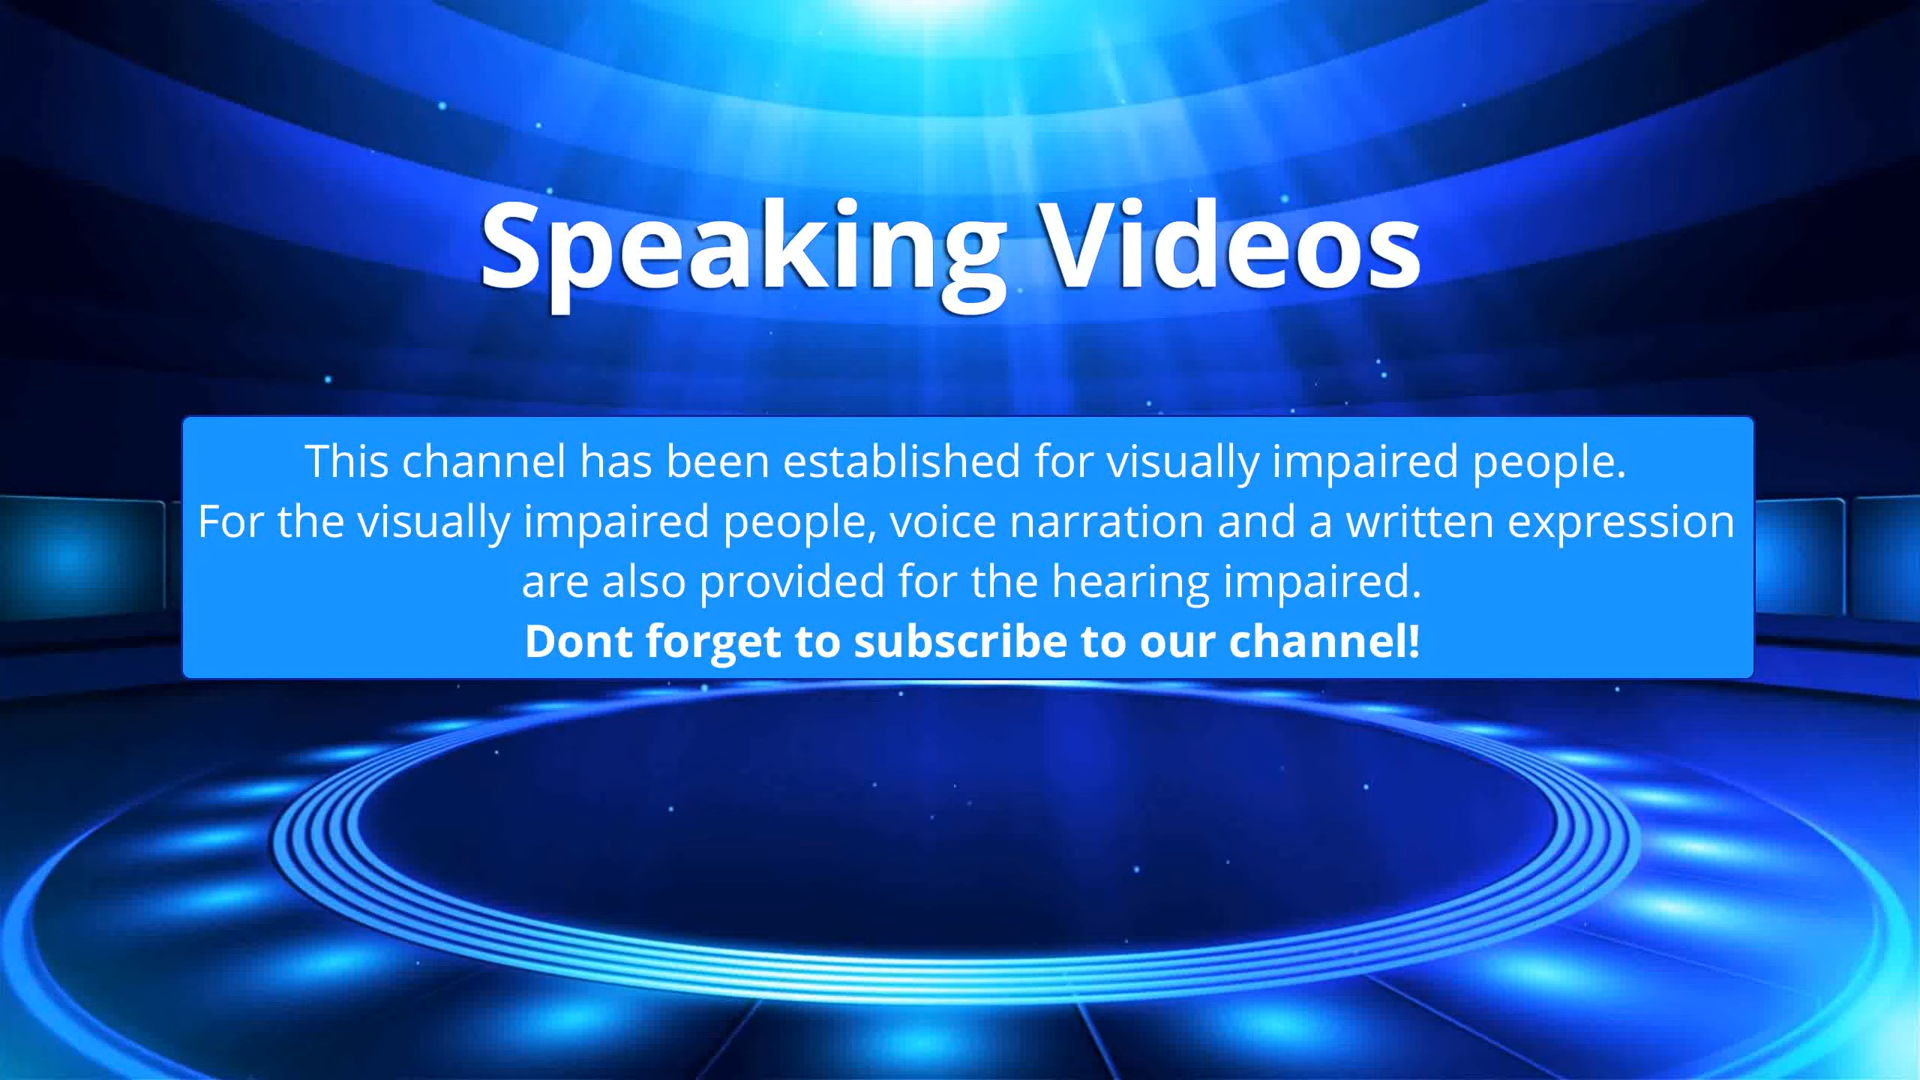 Speaking Videos
This channel has been established for visually impaired people.
For the visually impaired people, voice narration and a written expression
are also provided for the hearing impaired.
Dont forget to subscribe to our channel!